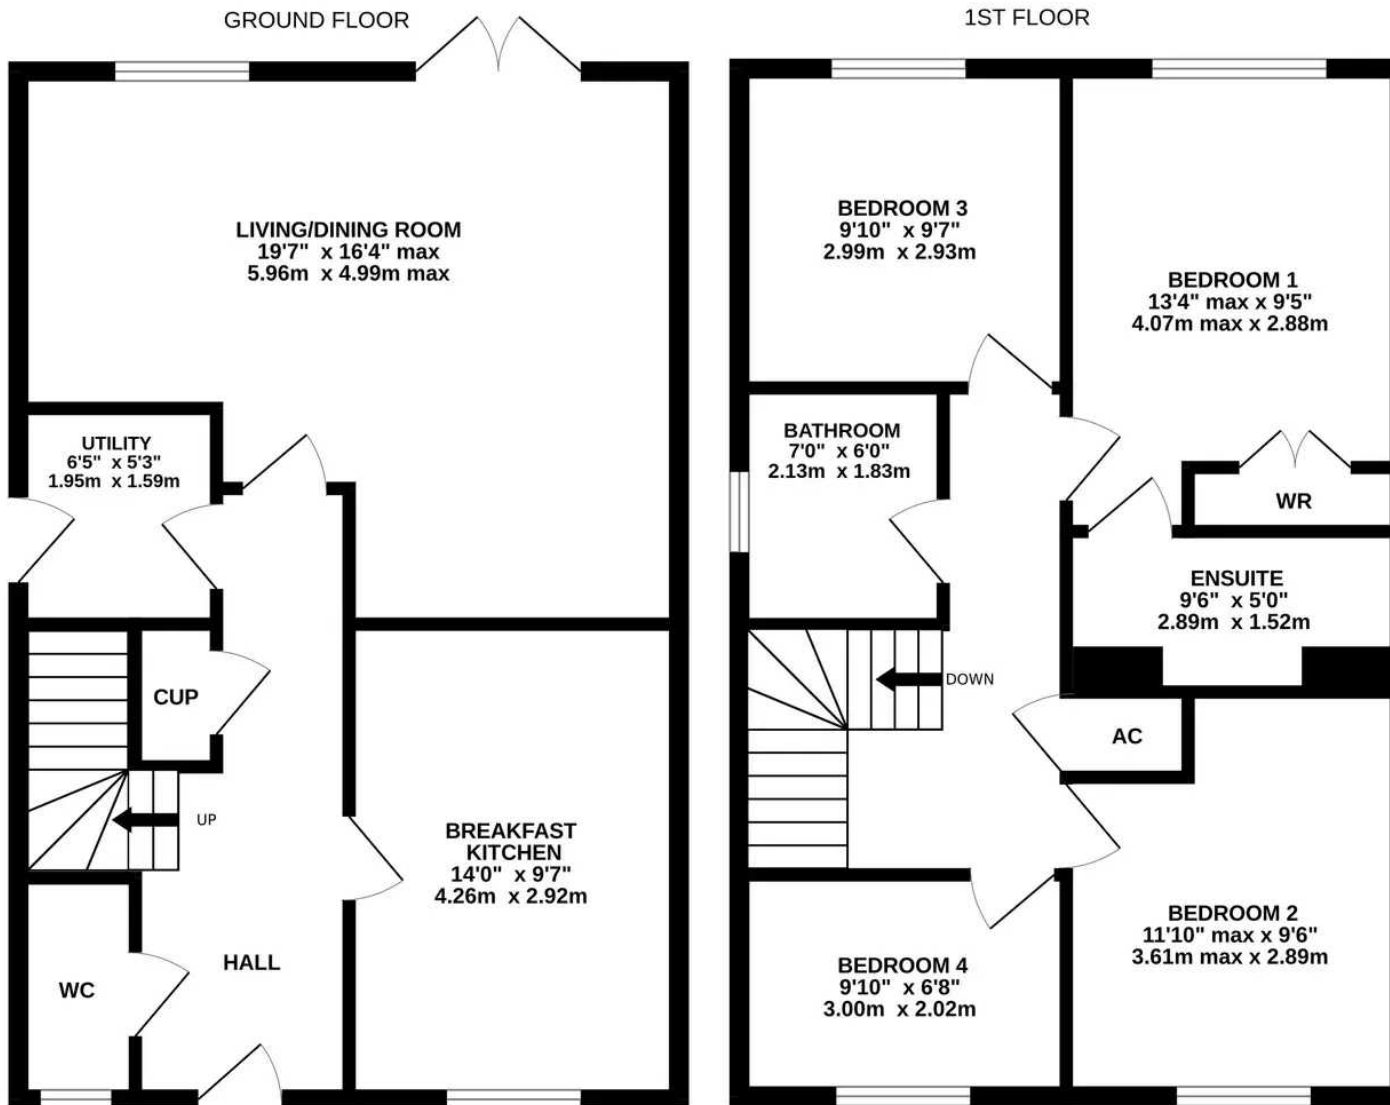 GROUND FLOOR
LIVING/DINING ROOM
19'7" x 16'4" max
5.96m x 4.99m max
UTILITY
6'5" x 5'3"
1.95m x 1.59m
CUP
UP
BREAKFAST
KITCHEN
14'0" x 9'7"
4.26m x 2.92m
HALL
WC
1ST FLOOR
BEDROOM 3
9'10" x 9'7"
2.99m x 2.93m
BEDROOM 1
13'4" max x 9'5"
4.07m max x 2.88m
BATHROOM
7'0" x 6'0"
2.13m x 1.83m
WR
ENSUITE
9'6" x 5'0"
2.89m x 1.52m
DOWN
AC
BEDROOM 2
11'10" max x 9'6"
3.61m max x 2.89m
BEDROOM 4
9'10" x 6'8"
3.00m x 2.02m